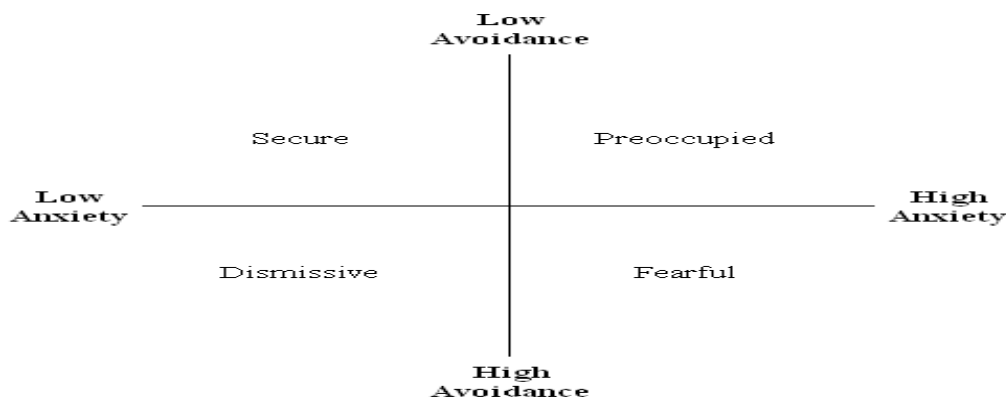 Low
Avoidance
Secure
Preoccupied
Low
Anxiety
High
Anxiety
Dismissive
Fearful
High
Avoidance